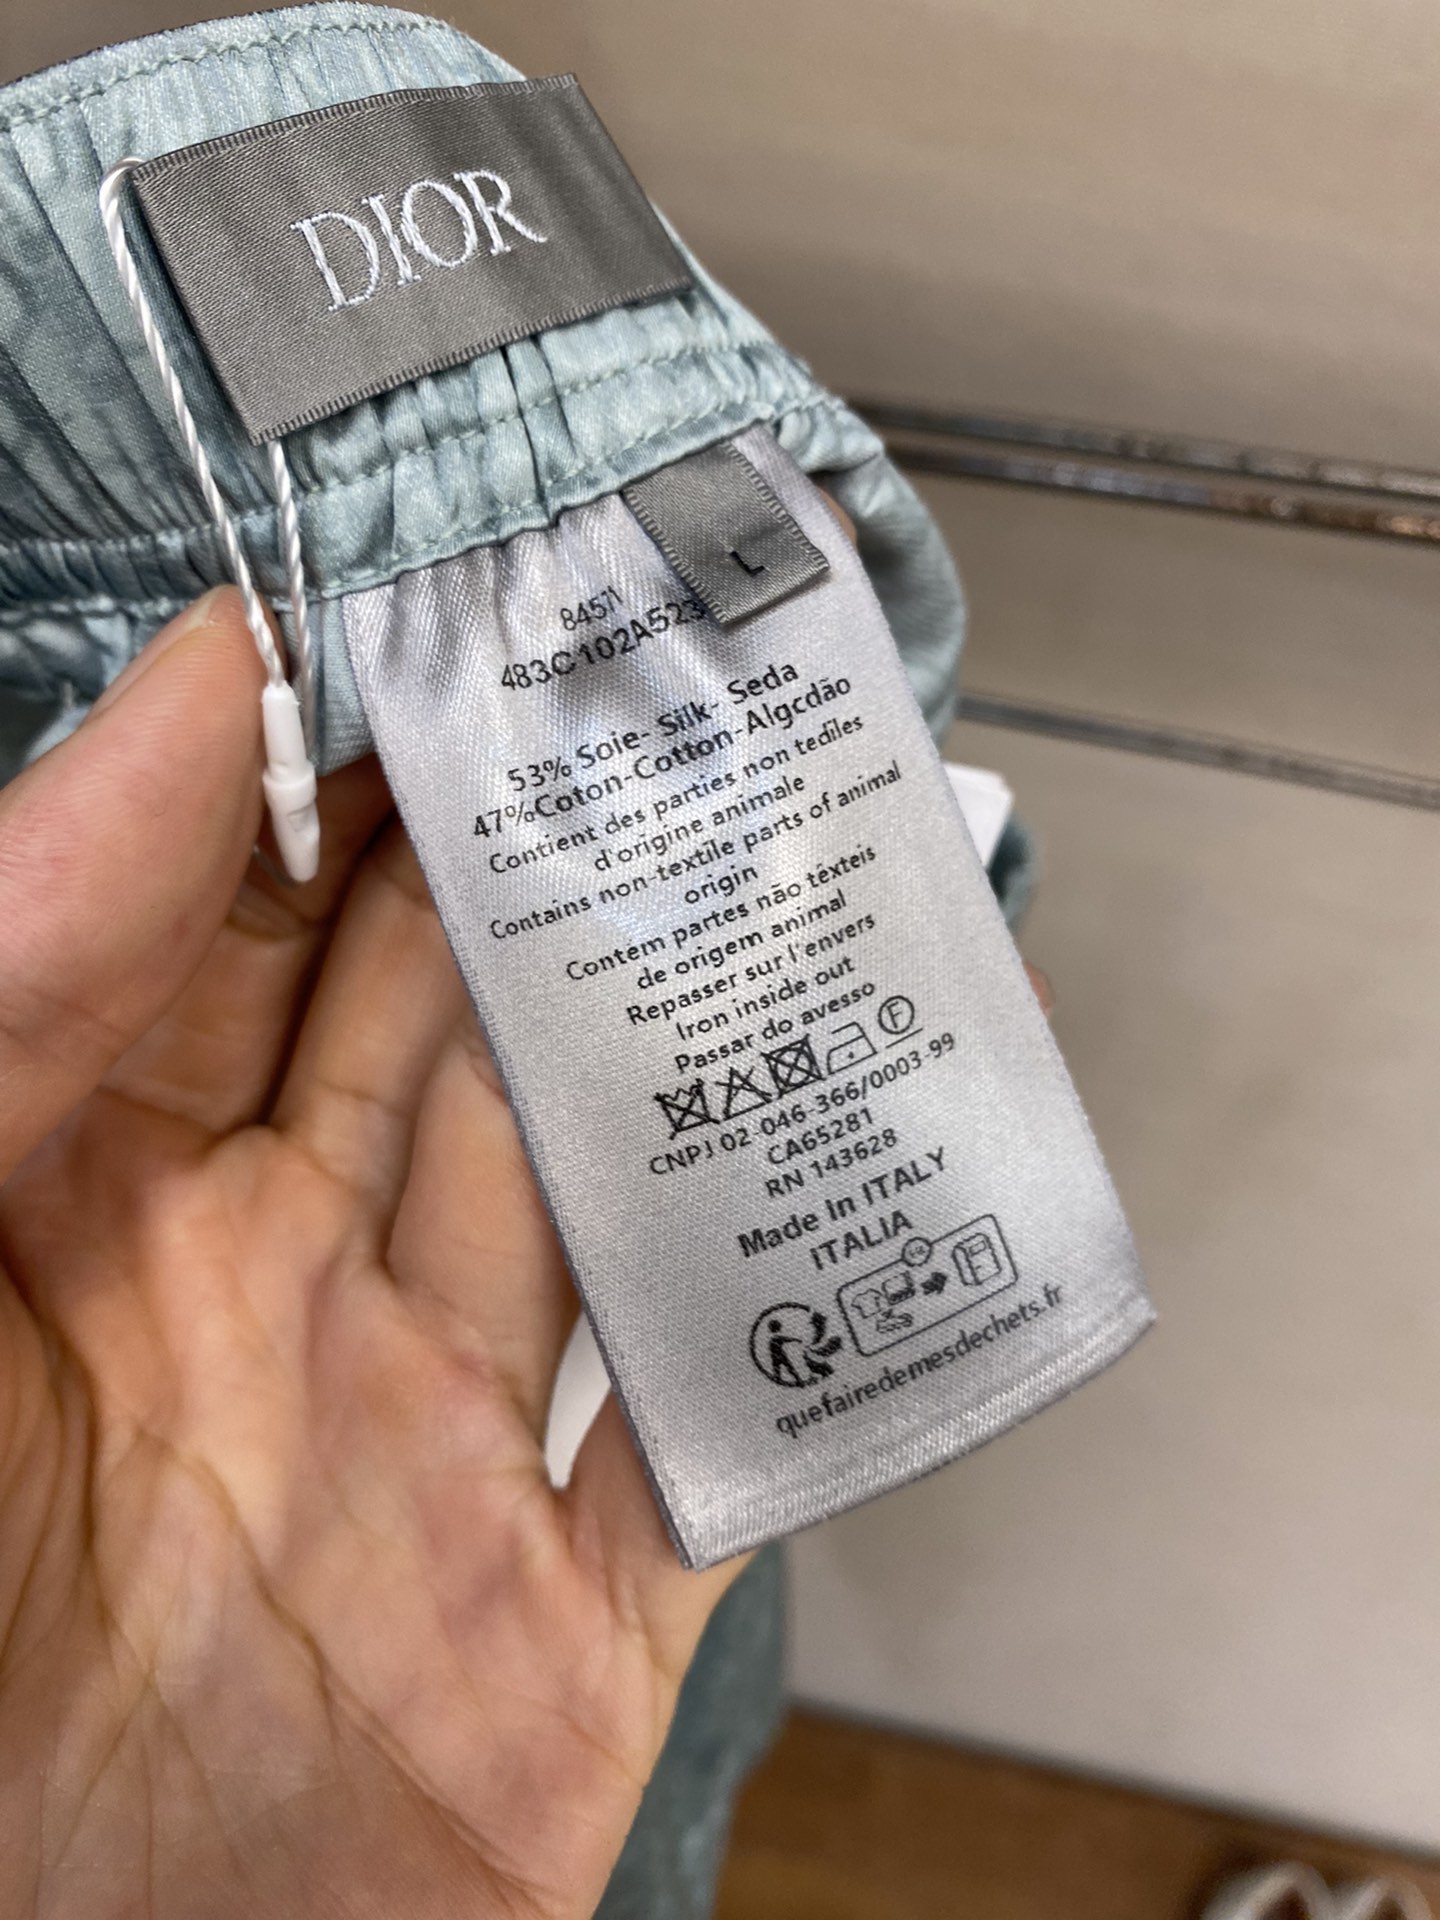 DIOR
L
84571
483C102A523
53% Soie- Silk- Seda
47%Coton-Cotton-Algcdão
Contient des parties non tediles
d'origine animale
Contains non-textile parts of animal
origin
Contém partes não têxteis
de origem animal
Repasser sur l'envers
Iron inside out
Passar do avesso
F
CNPJ 02-046-366/0003-99
CA65281
RN 143628
Made In ITALY
ITALIA
quefairedemesdechets.fr